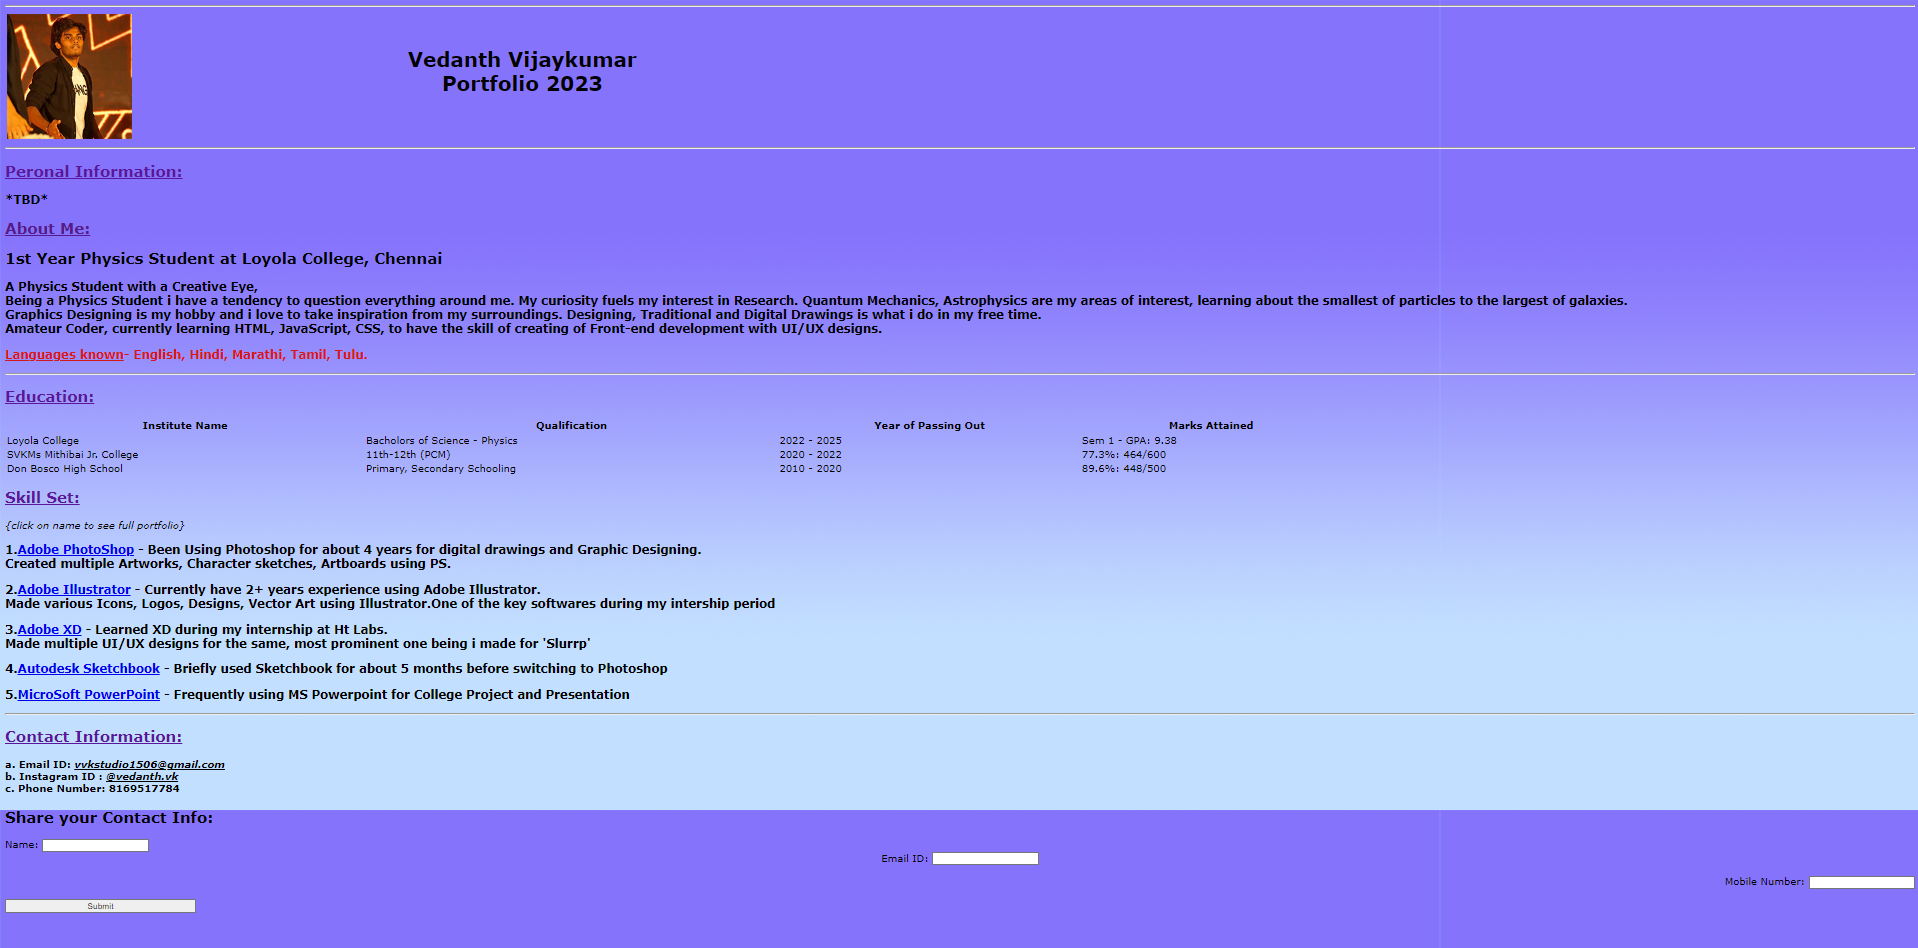 Vedanth Vijaykumar
Portfolio 2023
Peronal Information:
*TBD*
About Me:
1st Year Physics Student at Loyola College, Chennai
A Physics Student with a Creative Eye,
Being a Physics Student i have a tendency to question everything around me. My curiosity fuels my interest in Research. Quantum Mechanics, Astrophysics are my areas of interest, learning about the smallest of particles to the largest of galaxies.
Graphics Designing is my hobby and i love to take inspiration from my surroundings. Designing, Traditional and Digital Drawings is what i do in my free time.
Amateur Coder, currently learning HTML, JavaScript, CSS, to have the skill of creating of Front-end development with UI/UX designs.
Languages known- English, Hindi, Marathi, Tamil, Tulu.
Education:
Institute Name Qualification Year of Passing Out Marks Attained
Loyola College Bacholors of Science - Physics 2022 - 2025 Sem 1 - GPA: 9.38
SVKMs Mithibai Jr. College 11th-12th (PCM) 2020 - 2022 77.3%: 464/600
Don Bosco High School Primary, Secondary Schooling 2010 - 2020 89.6%: 448/500
Skill Set:
{click on name to see full portfolio}
1.Adobe PhotoShop - Been Using Photoshop for about 4 years for digital drawings and Graphic Designing.
Created multiple Artworks, Character sketches, Artboards using PS.
2.Adobe Illustrator - Currently have 2+ years experience using Adobe Illustrator.
Made various Icons, Logos, Designs, Vector Art using Illustrator.One of the key softwares during my intership period
3.Adobe XD - Learned XD during my internship at Ht Labs.
Made multiple UI/UX designs for the same, most prominent one being i made for 'Slurrp'
4.Autodesk Sketchbook - Briefly used Sketchbook for about 5 months before switching to Photoshop
5.MicroSoft PowerPoint - Frequently using MS Powerpoint for College Project and Presentation
Contact Information:
a. Email ID: vvkstudio1506@gmail.com
b. Instagram ID : @vedanth.vk
c. Phone Number: 8169517784
Share your Contact Info:
Name:
Email ID:
Mobile Number:
Submit